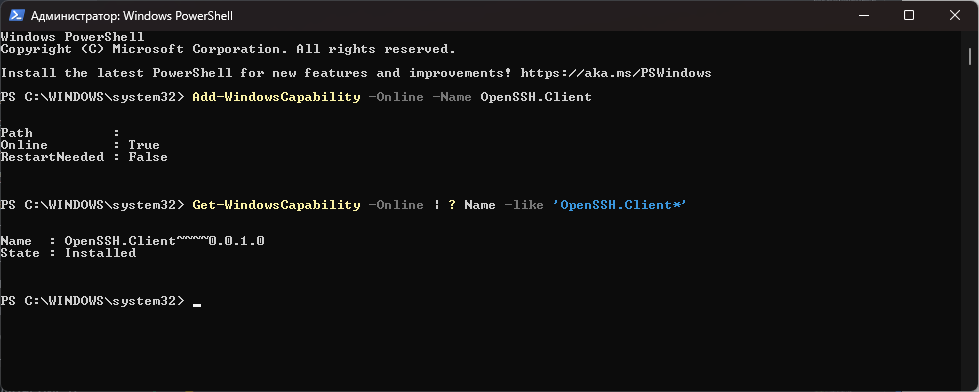 Администратор: Windows PowerShell
Windows PowerShell
Copyright (C) Microsoft Corporation. All rights reserved.
Install the latest PowerShell for new features and improvements! https://aka.ms/PSWindows
PS C:\WINDOWS\system32> Add-WindowsCapability -Online -Name OpenSSH.Client
Path          :
Online        : True
RestartNeeded : False
PS C:\WINDOWS\system32> Get-WindowsCapability -Online | ? Name -like 'OpenSSH.Client*'
Name  : OpenSSH.Client~~~~0.0.1.0
State : Installed
PS C:\WINDOWS\system32>